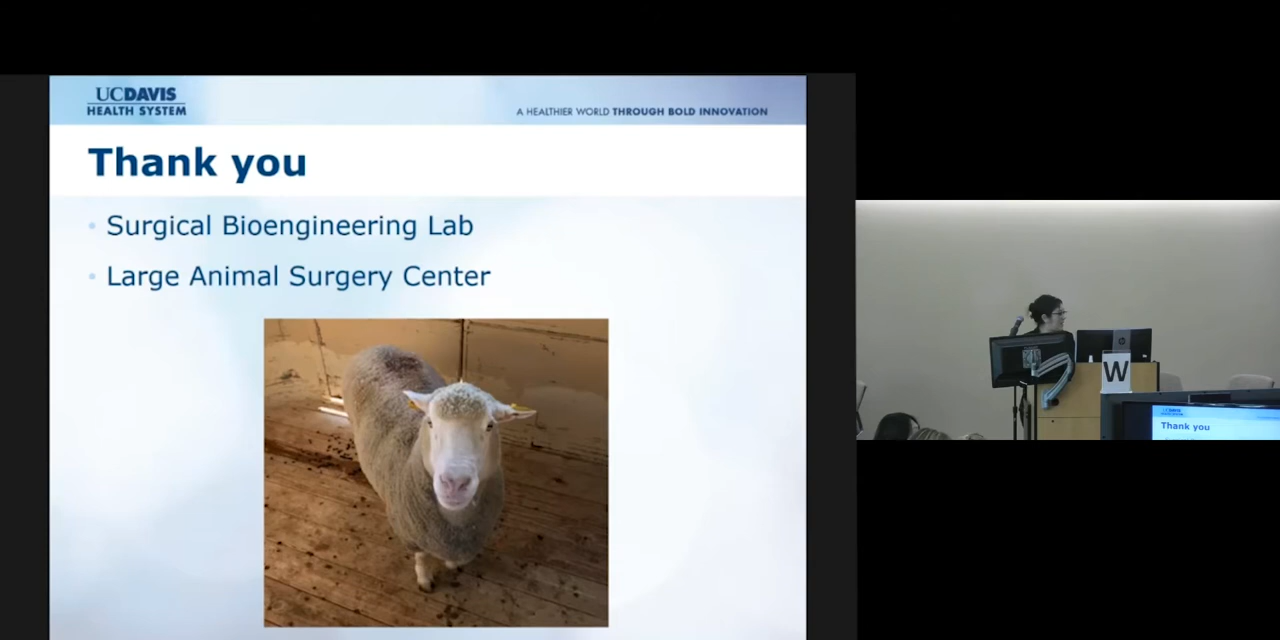 UCDAVIS
HEALTH SYSTEM
A HEALTHIER WORLD THROUGH BOLD INNOVATION
Thank you
• Surgical Bioengineering Lab
• Large Animal Surgery Center
W
Thank you